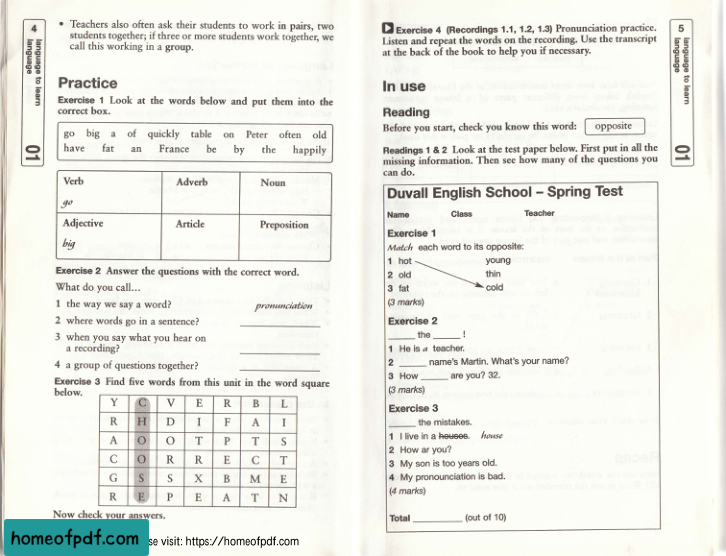 4
language to learn
language
01
• Teachers also often ask their students to work in pairs, two
students together; if three or more students work together, we
call this working in a group.
Practice
Exercise 1 Look at the words below and put them into the
correct box.
go big a of quickly table on Peter often old
have fat an France be by the happily
Verb Adverb Noun
go
Adjective Article Preposition
big
Exercise 2 Answer the questions with the correct word.
What do you call...
1 the way we say a word? pronunciation
2 where words go in a sentence? ____________
3 when you say what you hear on
a recording? ____________
4 a group of questions together? ____________
Exercise 3 Find five words from this unit in the word square
below.
Y C V E R B L
R H D I F A I
A O O T P T S
C O R R E C T
G S S X B M E
R E P E A T N
Now check your answers.
homeofpdf.com
se visit: https://homeofpdf.com
Exercise 4 (Recordings 1.1, 1.2, 1.3) Pronunciation practice.
Listen and repeat the words on the recording. Use the transcript
at the back of the book to help you if necessary.
5
language to learn
language
01
In use
Reading
Before you start, check you know this word: opposite
Readings 1 & 2 Look at the test paper below. First put in all the
missing information. Then see how many of the questions you
can do.
Duvall English School – Spring Test
Name Class Teacher
Exercise 1
Match each word to its opposite:
1 hot young
2 old thin
3 fat cold
(3 marks)
Exercise 2
_____ the _____ !
1 He is a teacher.
2 _____ name's Martin. What's your name?
3 How _____ are you? 32.
(3 marks)
Exercise 3
_____ the mistakes.
1 I live in a houses. house
2 How ar you?
3 My son is too years old.
4 My pronounciation is bad.
(4 marks)
Total __________ (out of 10)